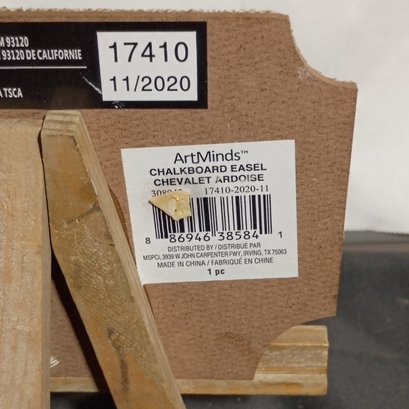 M 93120
93120 DE CALIFORNIE
A TSCA
17410
11/2020
ArtMinds™
CHALKBOARD EASEL
CHEVALET ARDOISE
17410-2020-11
8 86946 38584 1
DISTRIBUTED BY / DISTRIBUÉ PAR
MSPCI, 3939 W JOHN CARPENTER FWY, IRVING, TX 75063
MADE IN CHINA / FABRIQUÉ EN CHINE
1 pc